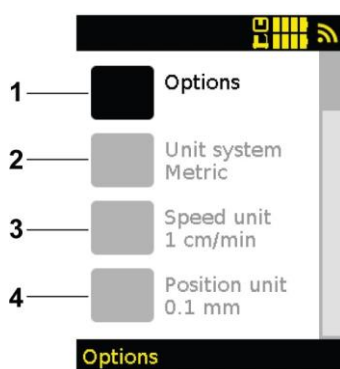 1
Options
2
Unit system
Metric
3
Speed unit
1 cm/min
4
Position unit
0.1 mm
Options